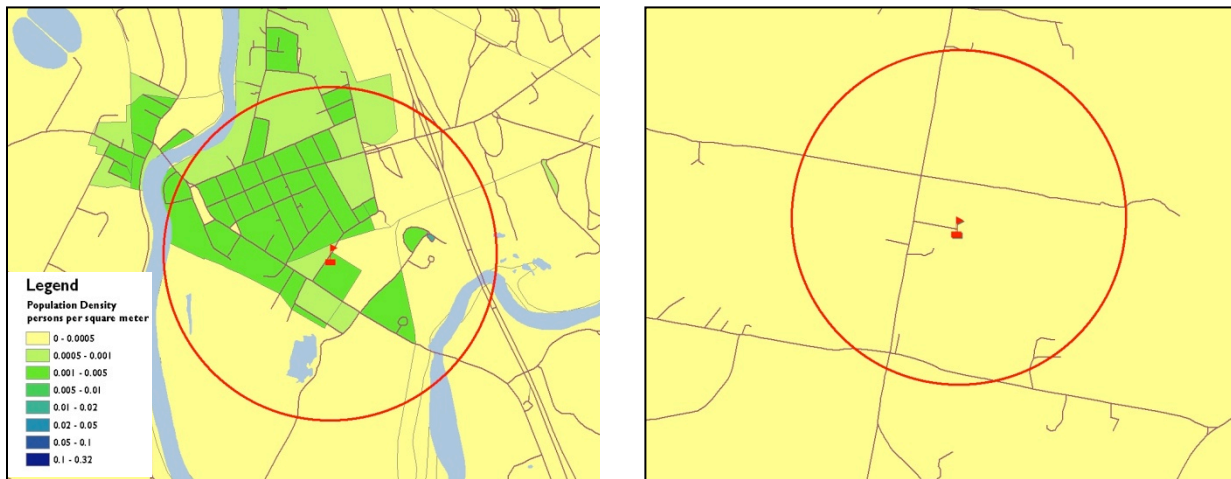 Legend
Population Density
persons per square meter
0 - 0.0005
0.0005 - 0.001
0.001 - 0.005
0.005 - 0.01
0.01 - 0.02
0.02 - 0.05
0.05 - 0.1
0.1 - 0.32